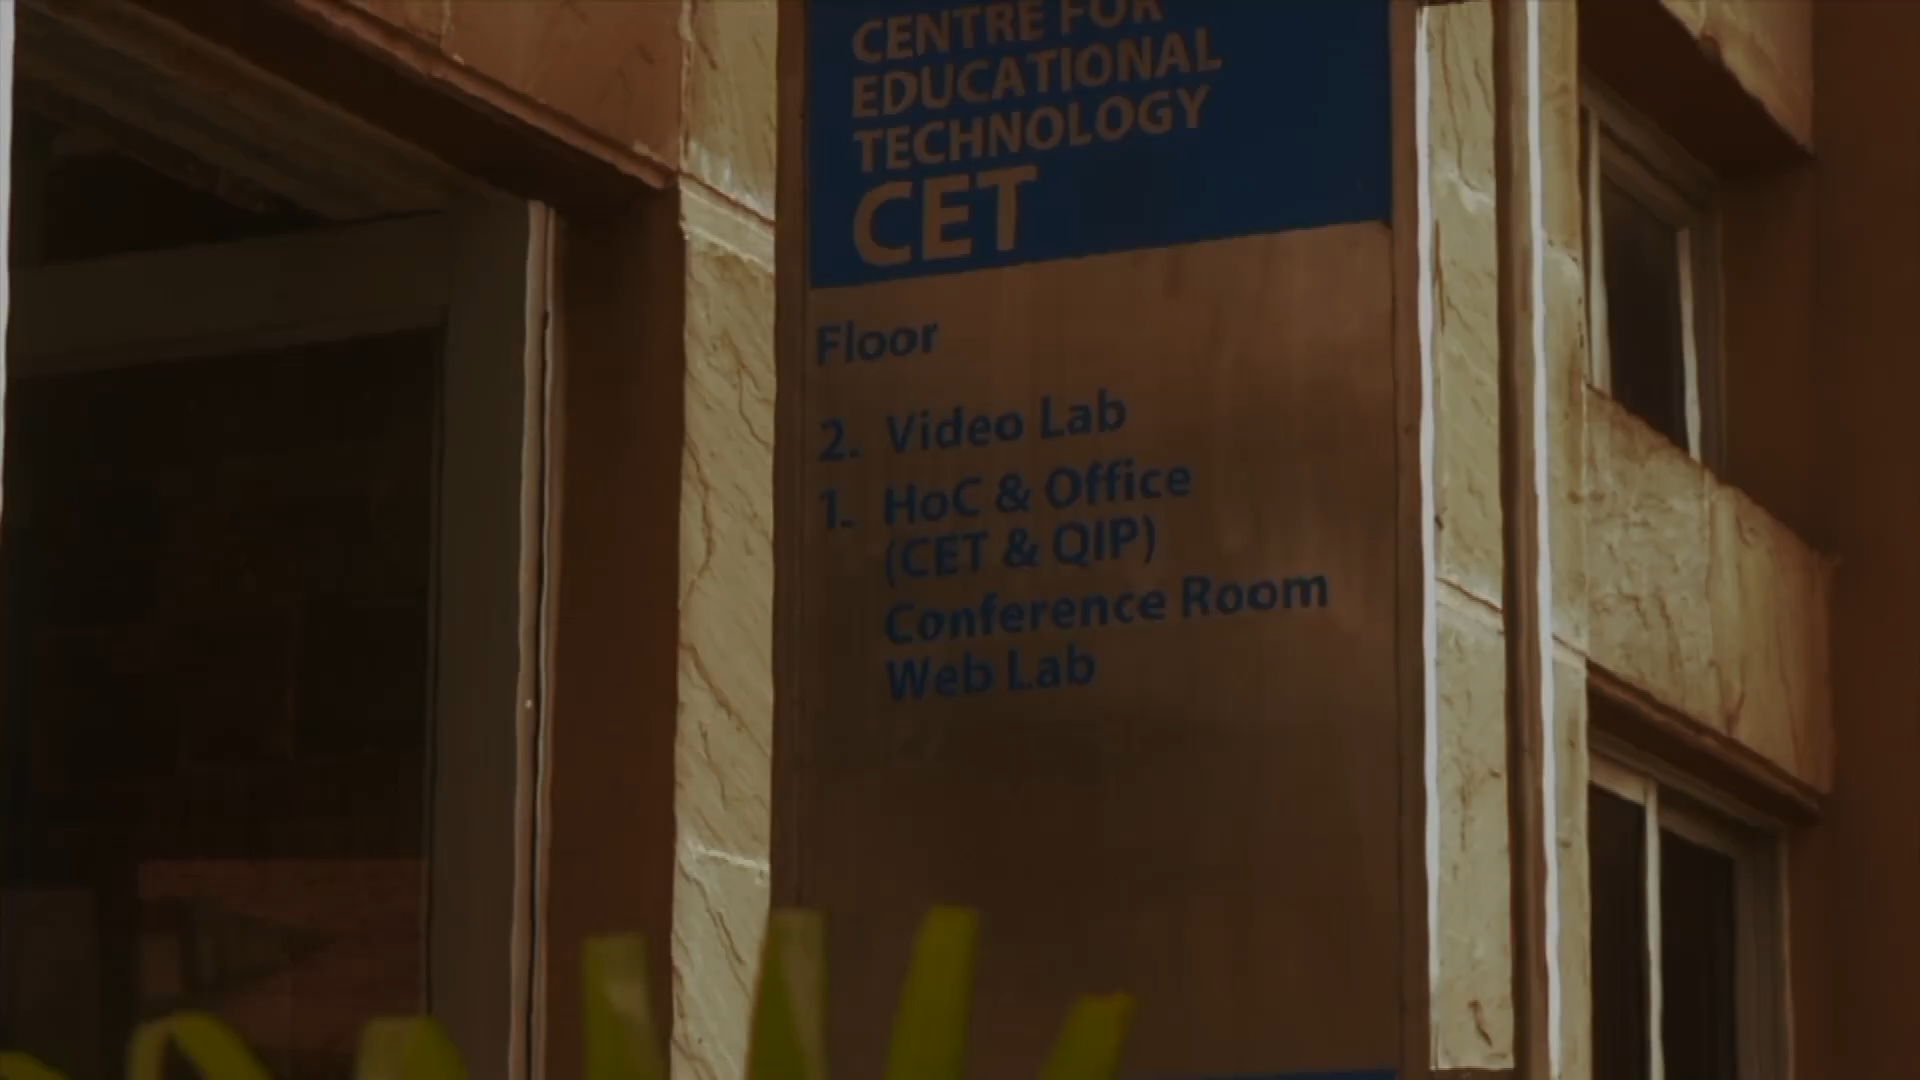 CENTRE FOR
EDUCATIONAL
TECHNOLOGY
CET
Floor
2. Video Lab
1. HoC & Office
(CET & QIP)
Conference Room
Web Lab